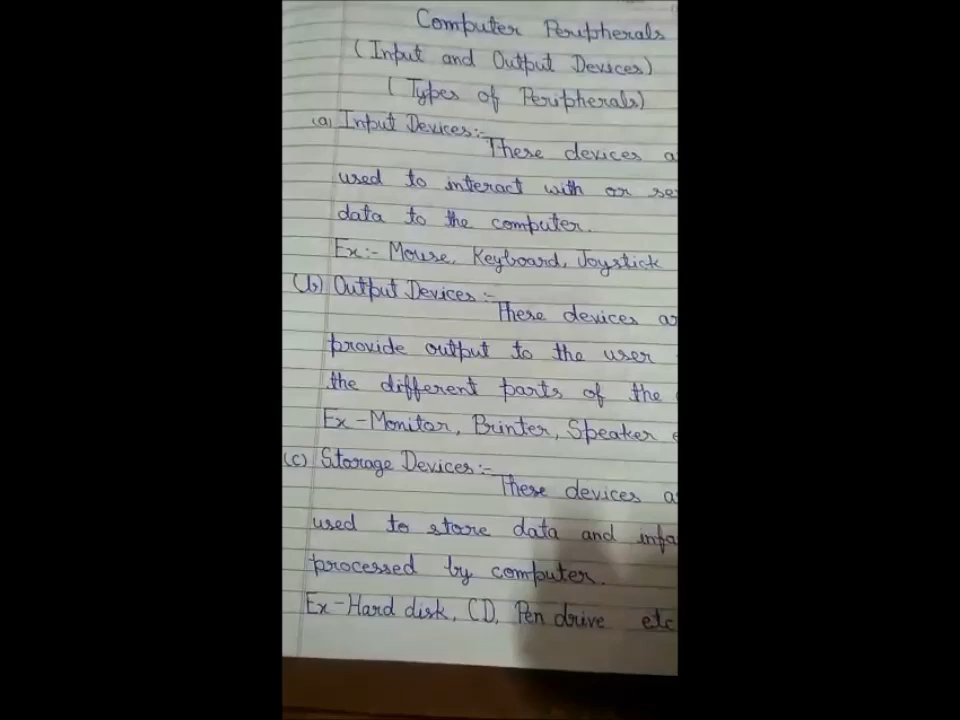 Computer Peripherals
(Input and Output Devices)
(Types of Peripherals)
(a) Input Devices:-
These devices a
used to interact with or se
data to the computer.
Ex:- Mouse, Keyboard, Joystick
(b) Output Devices:-
These devices ar
provide output to the user
the different parts of the
Ex-Monitor, Printer, Speaker e
(c) Storage Devices:-
These devices a
used to store data and info
processed by computer.
Ex-Hard disk, CD, Pen drive etc